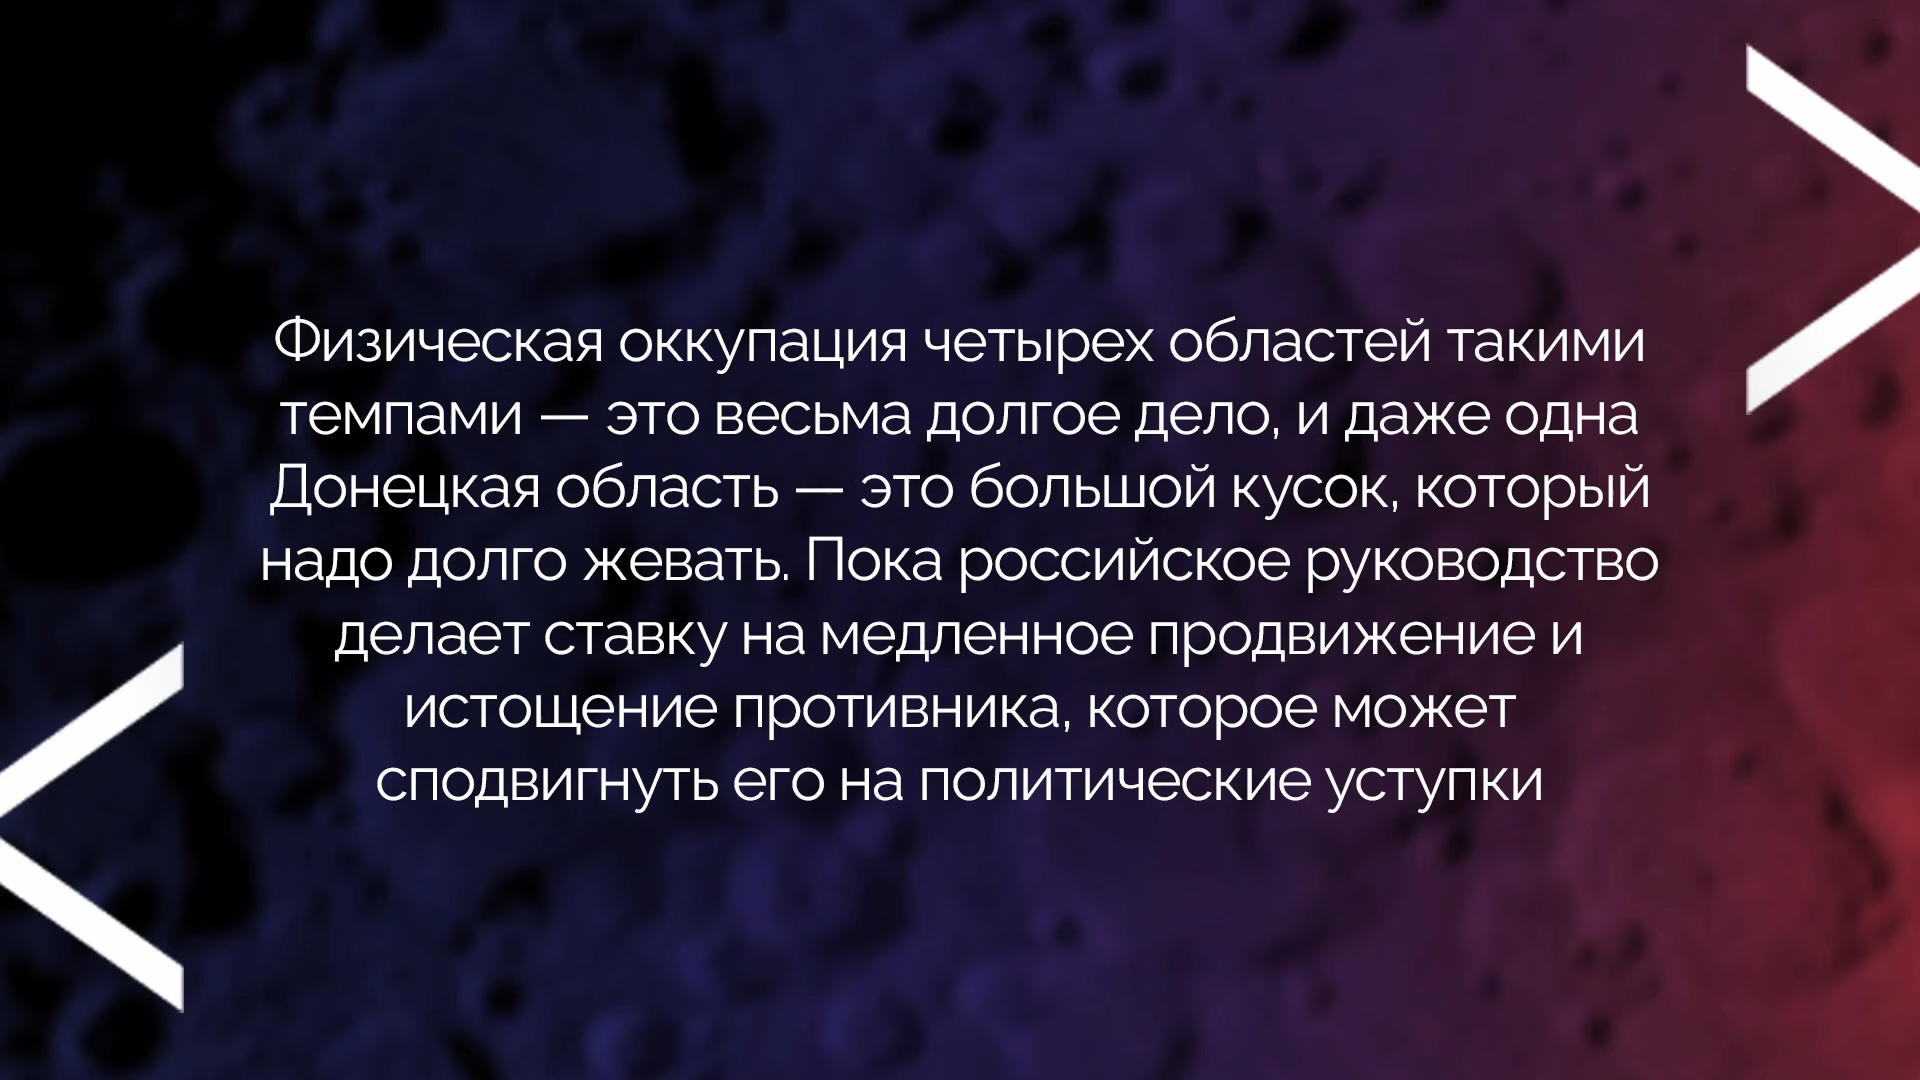 Физическая оккупация четырех областей такими
темпами — это весьма долгое дело, и даже одна
Донецкая область — это большой кусок, который
надо долго жевать. Пока российское руководство
делает ставку на медленное продвижение и
истощение противника, которое может
сподвигнуть его на политические уступки